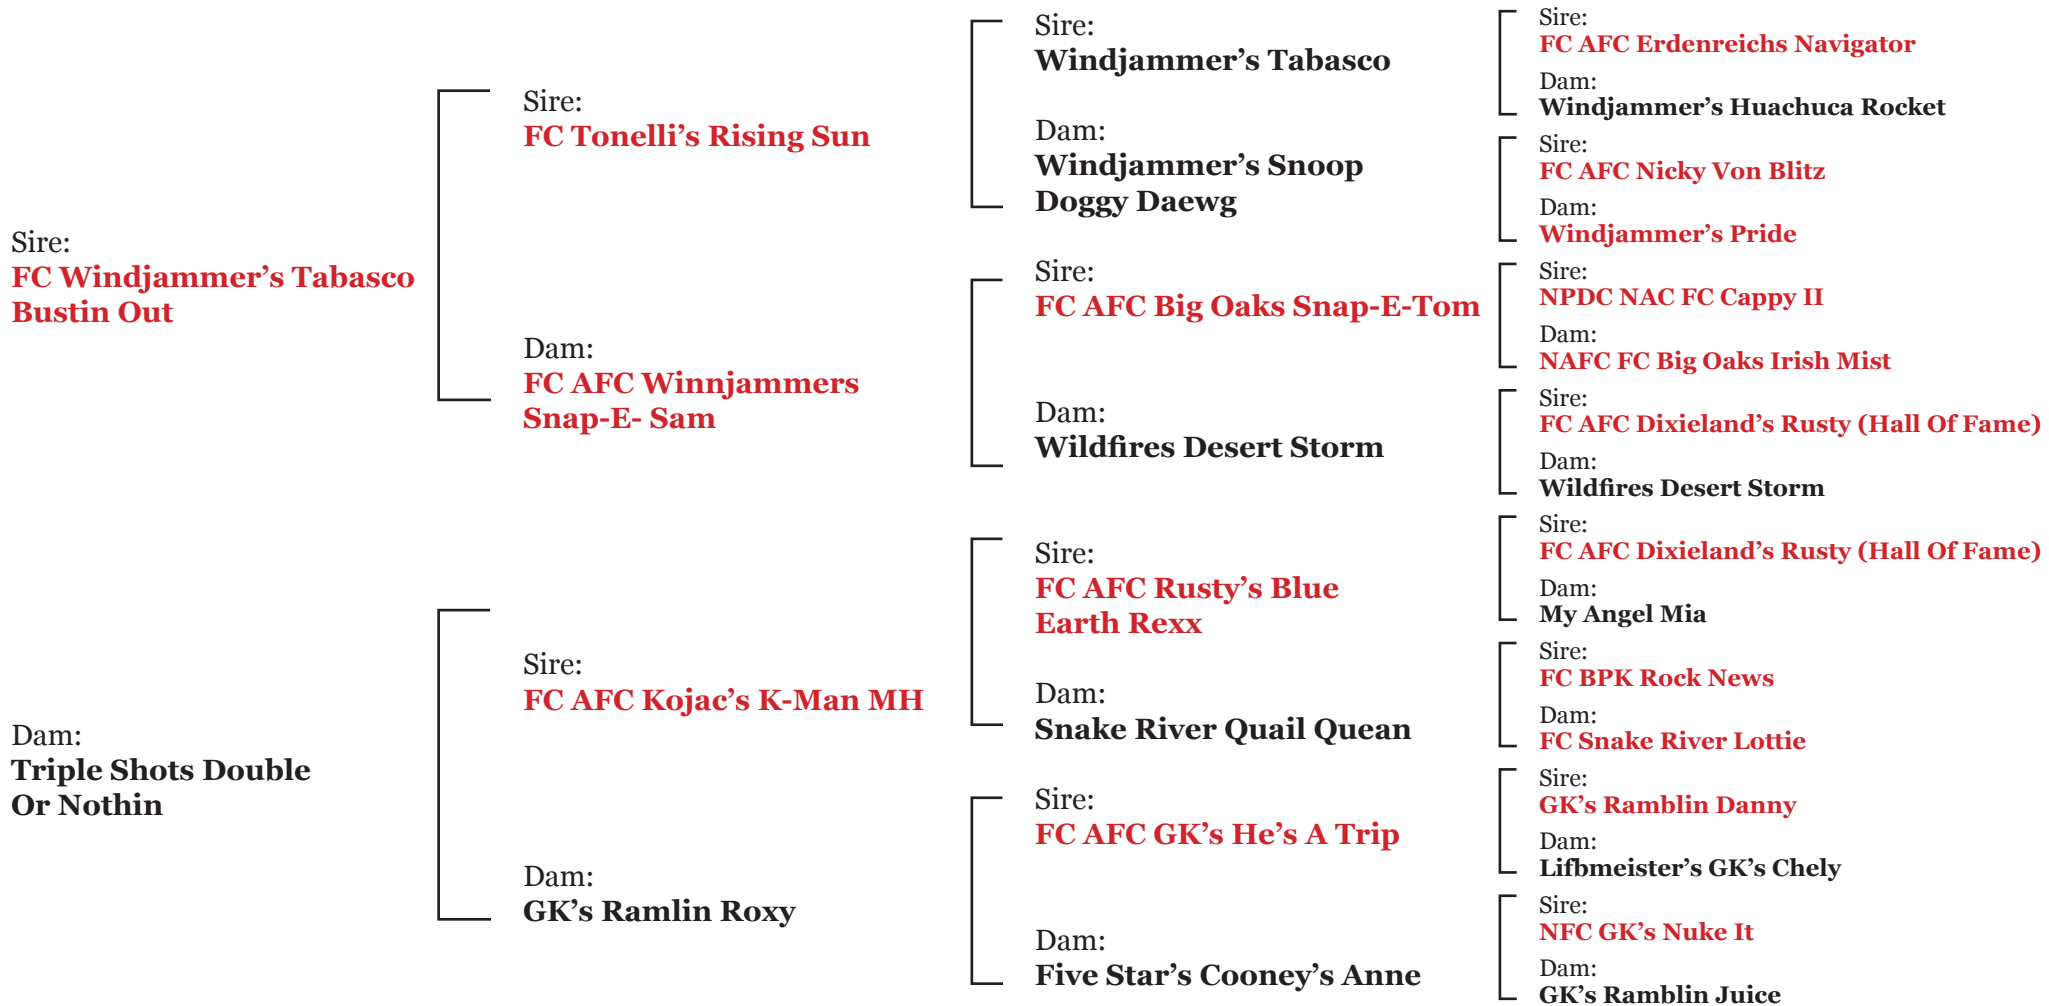 Sire:
FC Windjammer’s Tabasco
Bustin Out
Dam:
Triple Shots Double
Or Nothin
Sire:
FC Tonelli’s Rising Sun
Dam:
FC AFC Winnjammers
Snap-E- Sam
Sire:
FC AFC Kojac’s K-Man MH
Dam:
GK’s Ramlin Roxy
Sire:
Windjammer’s Tabasco
Dam:
Windjammer’s Snoop
Doggy Daewg
Sire:
FC AFC Big Oaks Snap-E-Tom
Dam:
Wildfires Desert Storm
Sire:
FC AFC Rusty’s Blue
Earth Rexx
Dam:
Snake River Quail Quean
Sire:
FC AFC GK’s He’s A Trip
Dam:
Five Star’s Cooney’s Anne
Sire:
FC AFC Erdenreichs Navigator
Dam:
Windjammer’s Huachuca Rocket
Sire:
FC AFC Nicky Von Blitz
Dam:
Windjammer’s Pride
Sire:
NPDC NAC FC Cappy II
Dam:
NAFC FC Big Oaks Irish Mist
Sire:
FC AFC Dixieland’s Rusty (Hall Of Fame)
Dam:
Wildfires Desert Storm
Sire:
FC AFC Dixieland’s Rusty (Hall Of Fame)
Dam:
My Angel Mia
Sire:
FC BPK Rock News
Dam:
FC Snake River Lottie
Sire:
GK’s Ramblin Danny
Dam:
Lifbmeister’s GK’s Chely
Sire:
NFC GK’s Nuke It
Dam:
GK’s Ramblin Juice